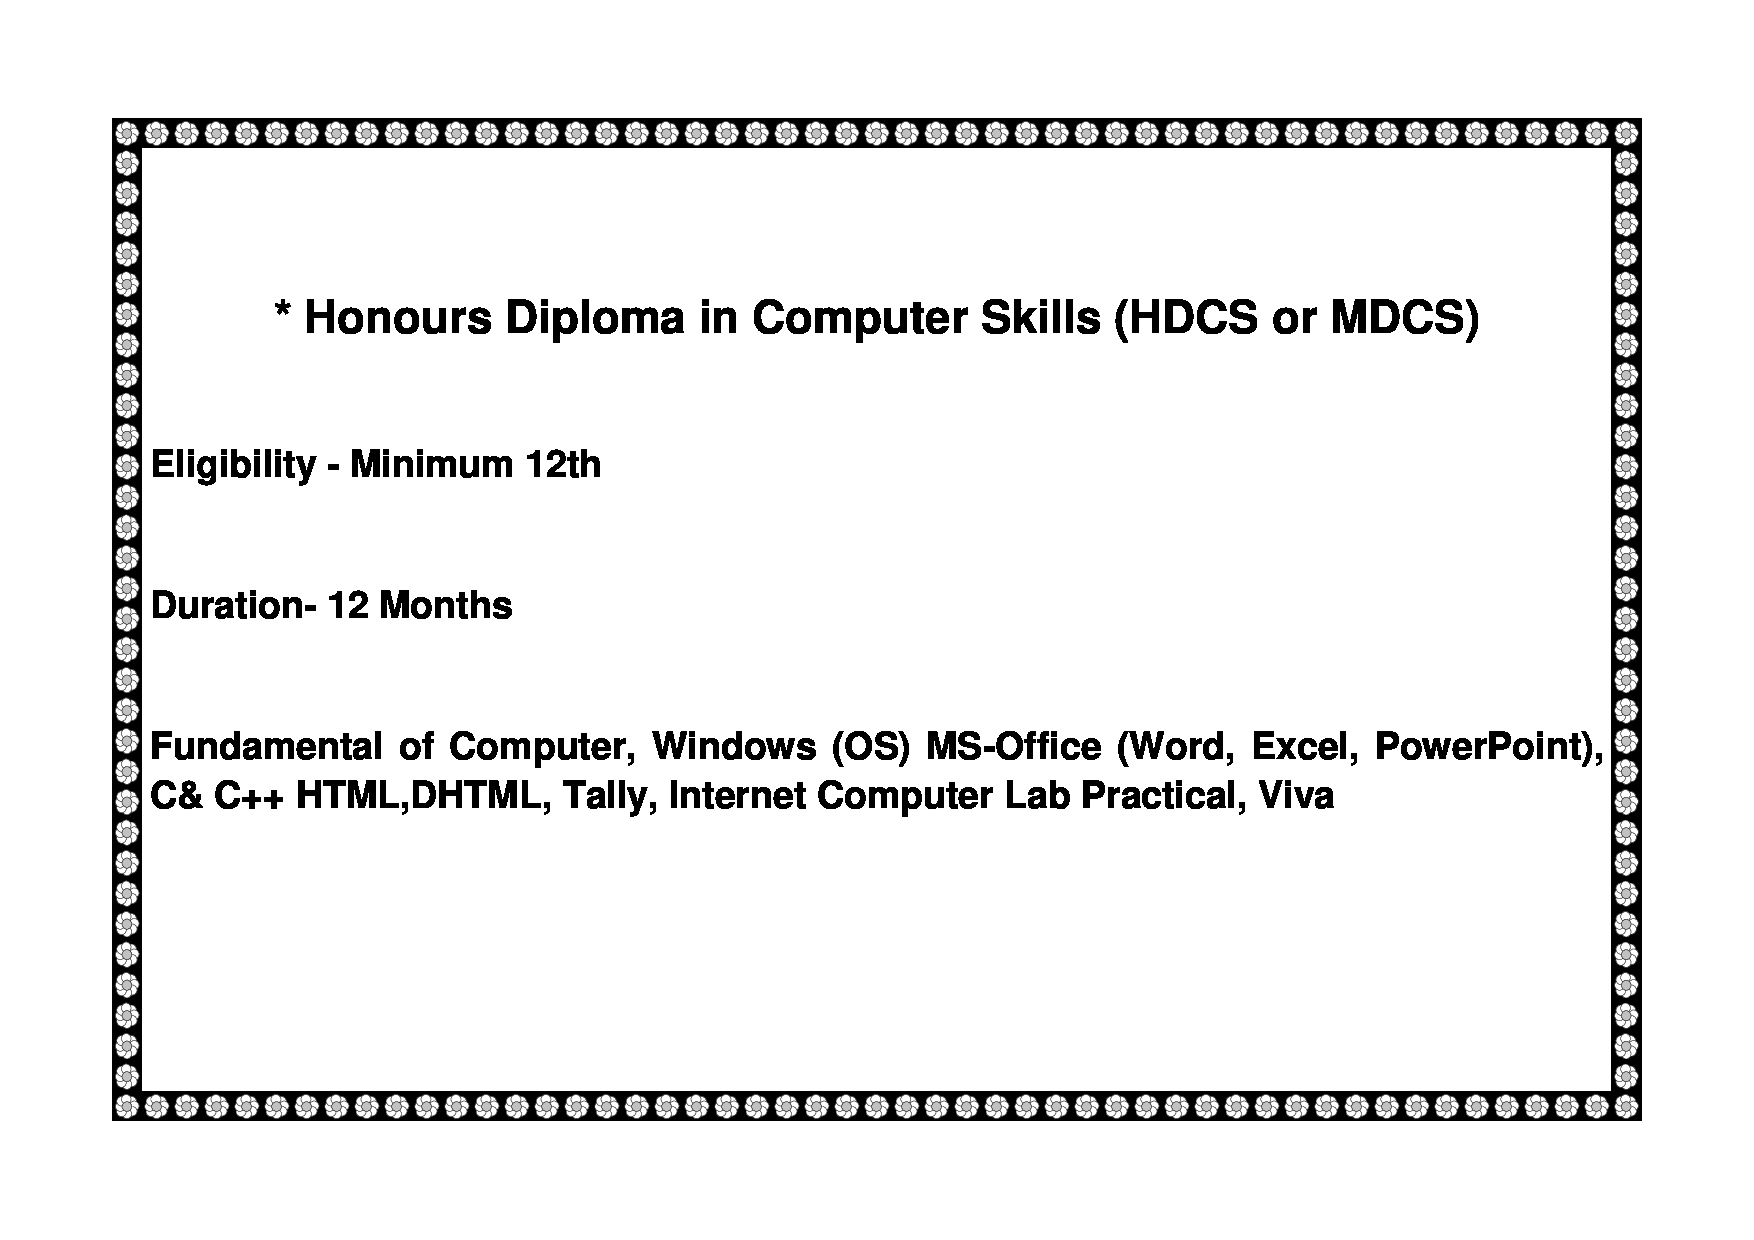 * Honours Diploma in Computer Skills (HDCS or MDCS)
Eligibility - Minimum 12th
Duration- 12 Months
Fundamental of Computer, Windows (OS) MS-Office (Word, Excel, PowerPoint),
C& C++ HTML,DHTML, Tally, Internet Computer Lab Practical, Viva